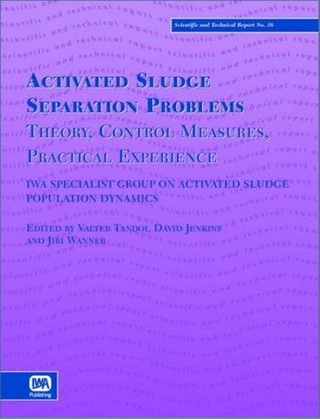 Scientific and Technical Report No. 16
Activated Sludge
Separation Problems
Theory, Control Measures,
Practical Experience
IWA Specialist Group on Activated Sludge
Population Dynamics
Edited by Valter Tandoi, David Jenkins
and Jiri Wanner
IWA
Publishing